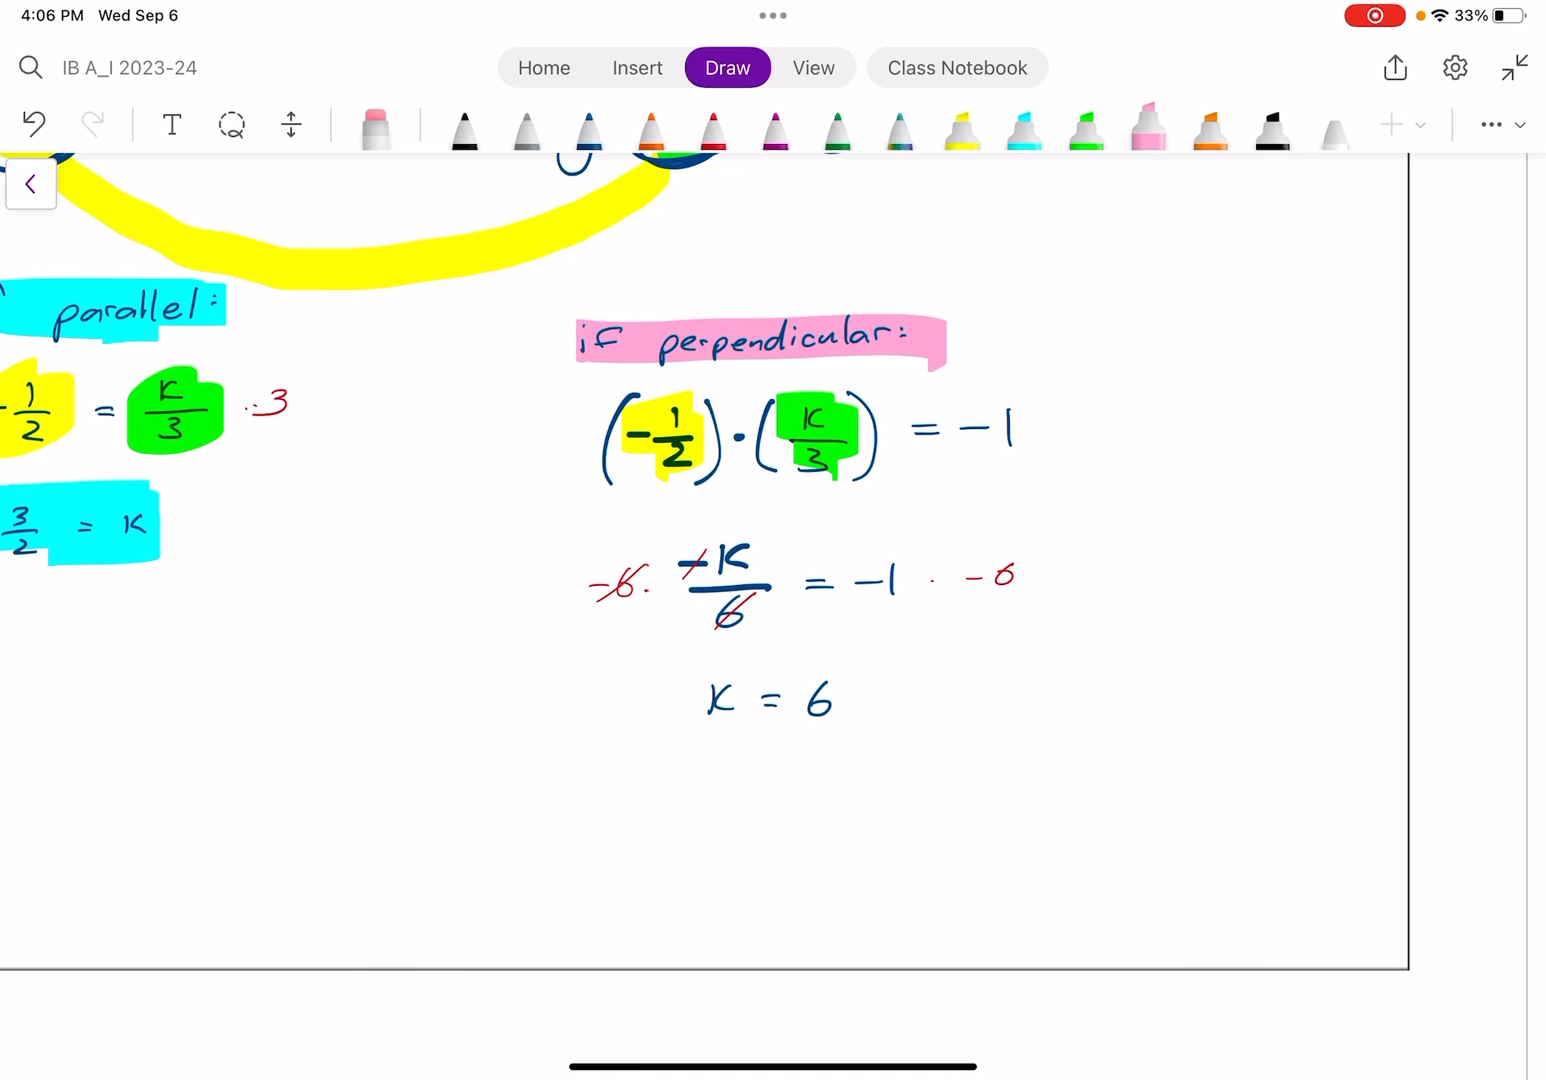 4:06 PM Wed Sep 6
33%
IB A_I 2023-24
Home Insert Draw View Class Notebook
T
parallel:
-1/2 = K/3 ·3
3/2 = K
if perpendicular:
(-1/2) · (K/3) = -1
-6· -K/6 = -1 · -6
K = 6